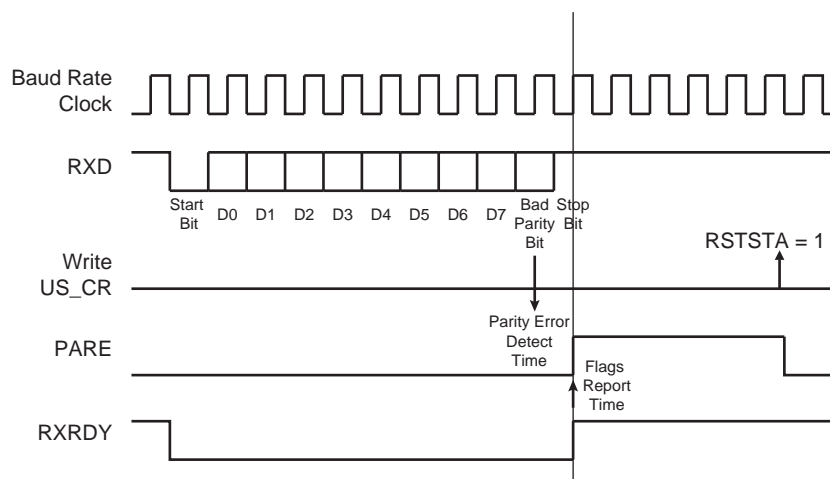 Baud Rate
Clock
RXD
Start
Bit
D0 D1 D2 D3 D4 D5 D6 D7
Bad
Parity
Bit
Stop
Bit
RSTSTA = 1
Write
US_CR
Parity Error
Detect
Time
PARE
Flags
Report
Time
RXRDY